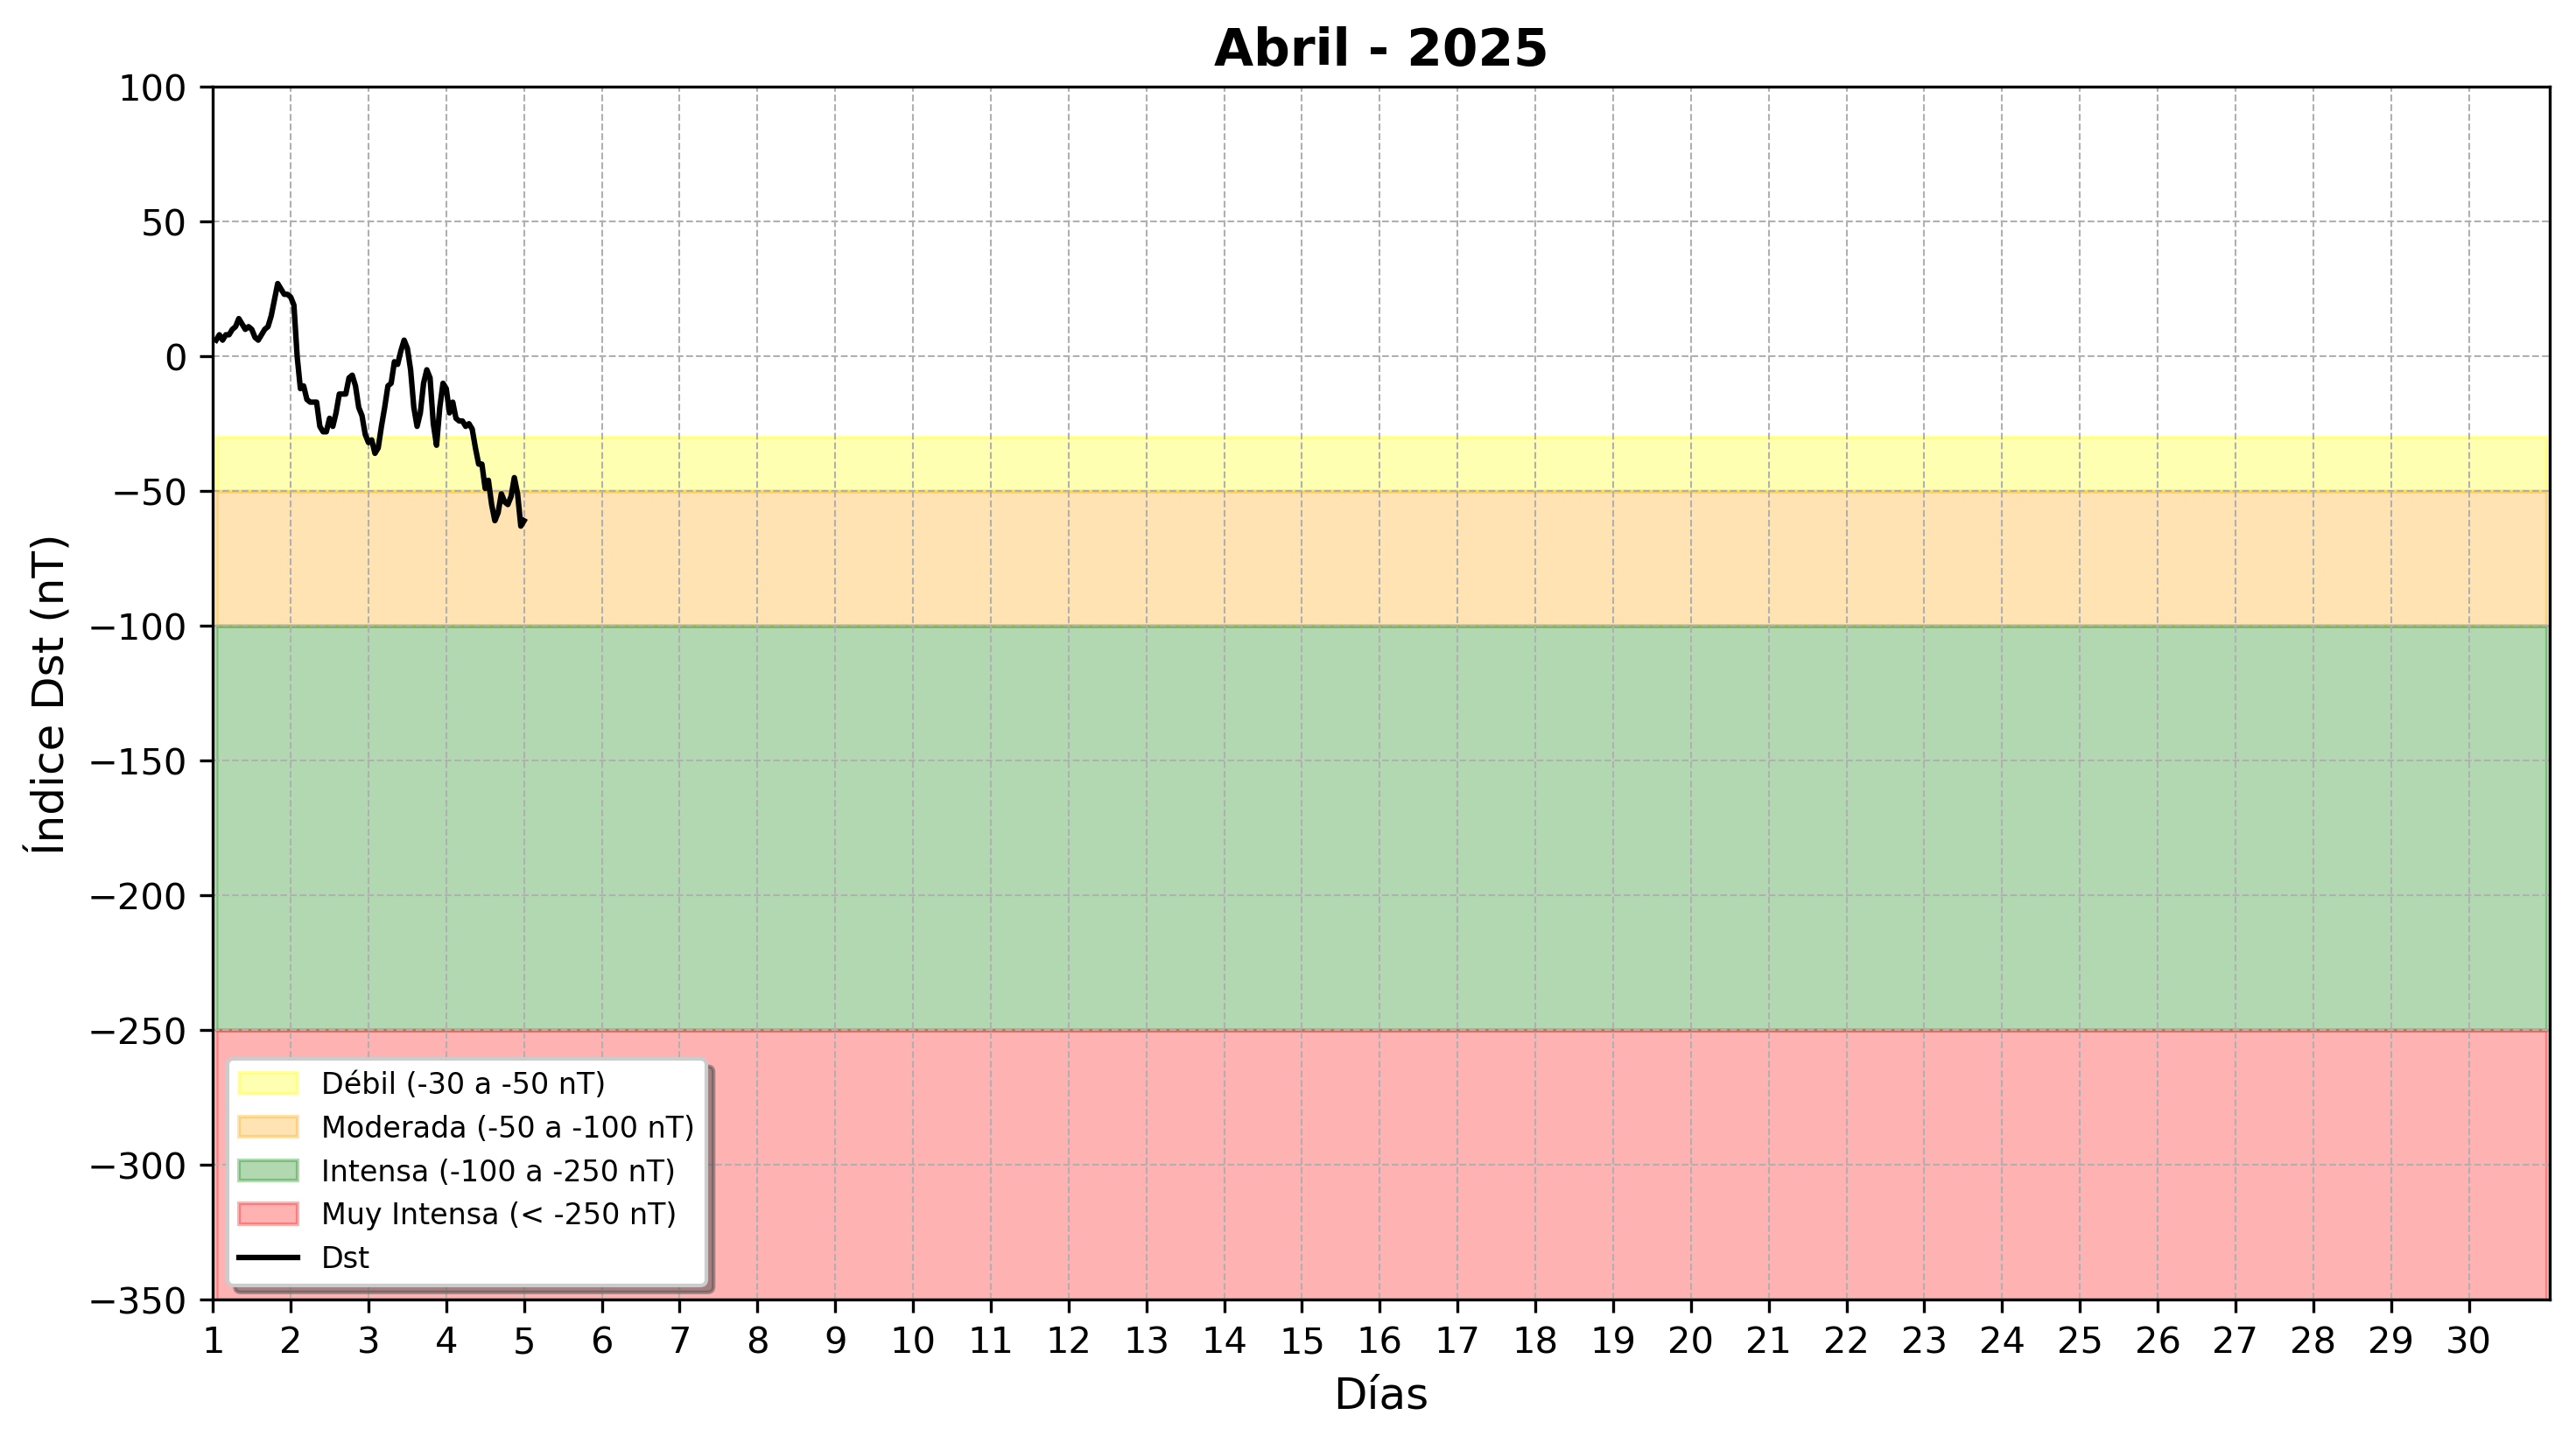 Abril - 2025
100
50
0
−50
−100
−150
−200
−250
−300
−350
Índice Dst (nT)
Débil (-30 a -50 nT)
Moderada (-50 a -100 nT)
Intensa (-100 a -250 nT)
Muy Intensa (< -250 nT)
Dst
1 2 3 4 5 6 7 8 9 10 11 12 13 14 15 16 17 18 19 20 21 22 23 24 25 26 27 28 29 30
Días